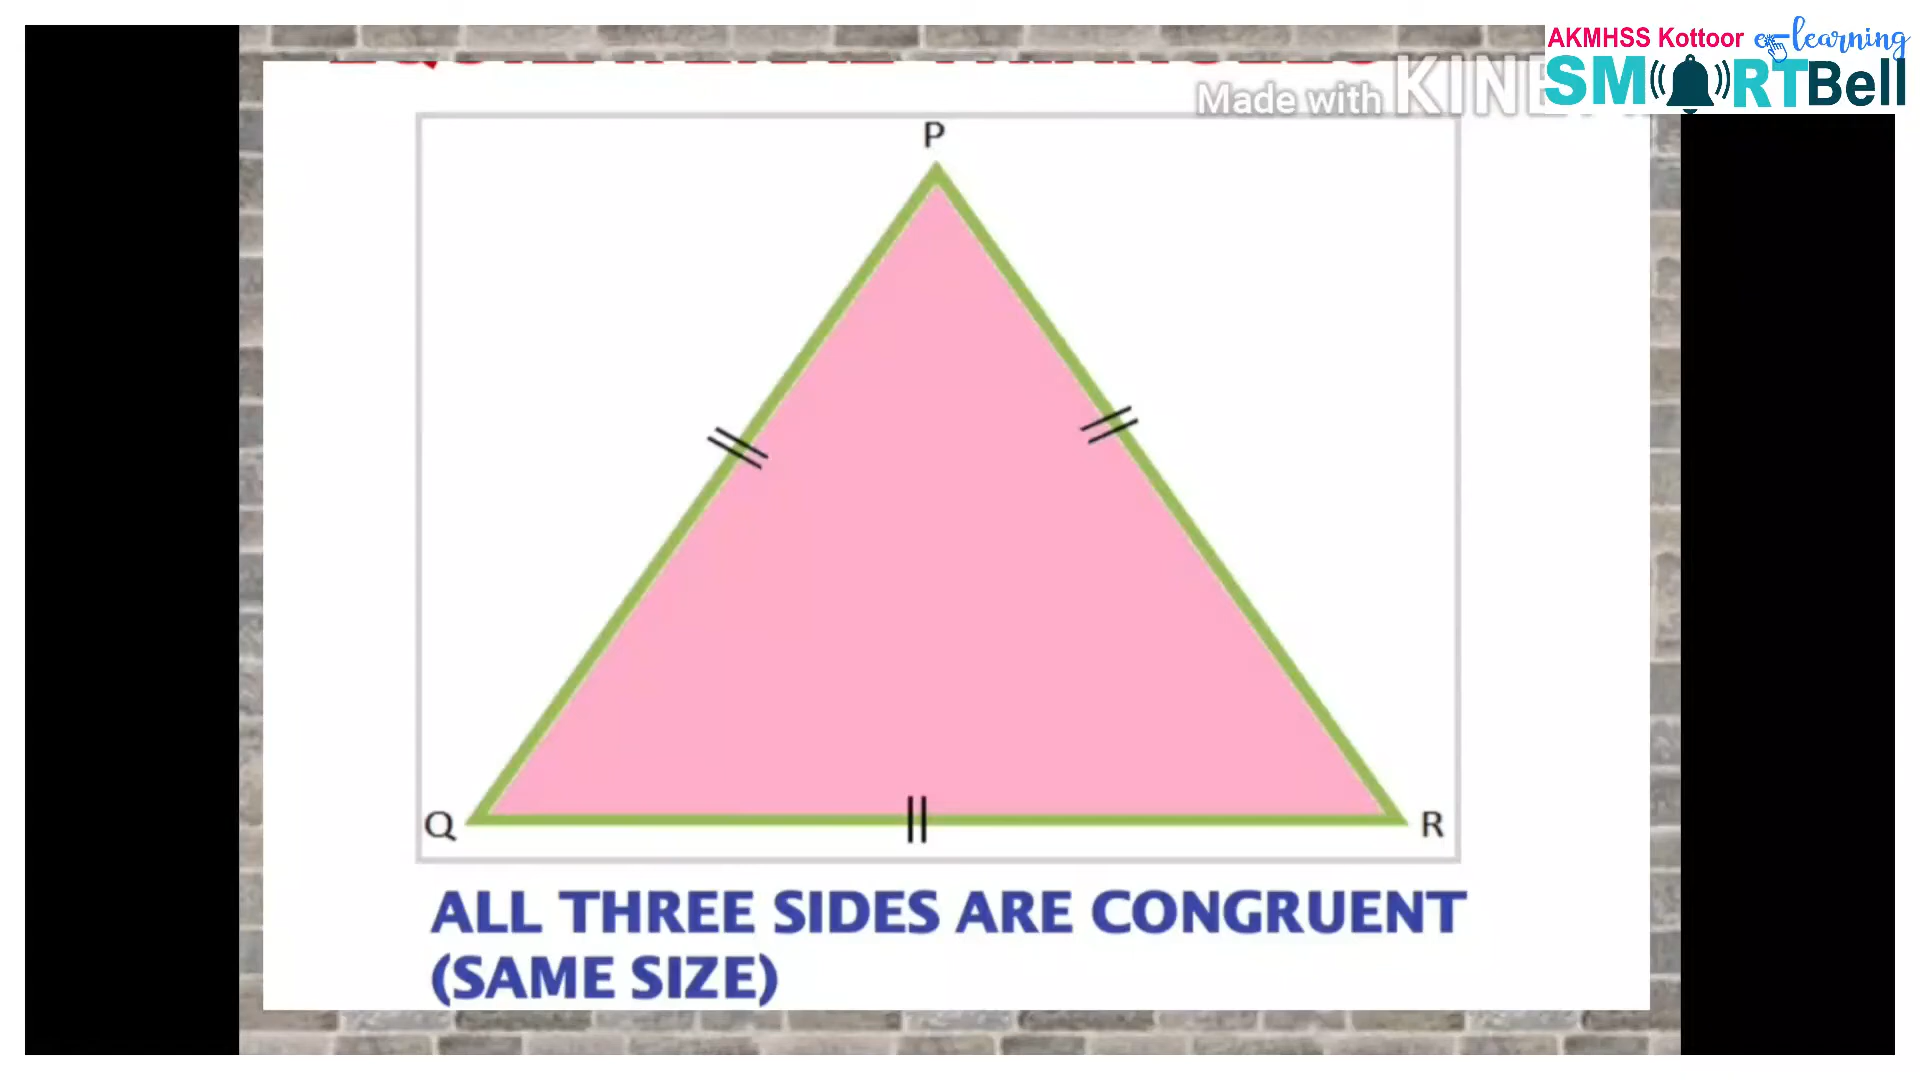 AKMHSS Kottoor e-learning
SMARTBell
Made with
P
Q
R
ALL THREE SIDES ARE CONGRUENT
(SAME SIZE)